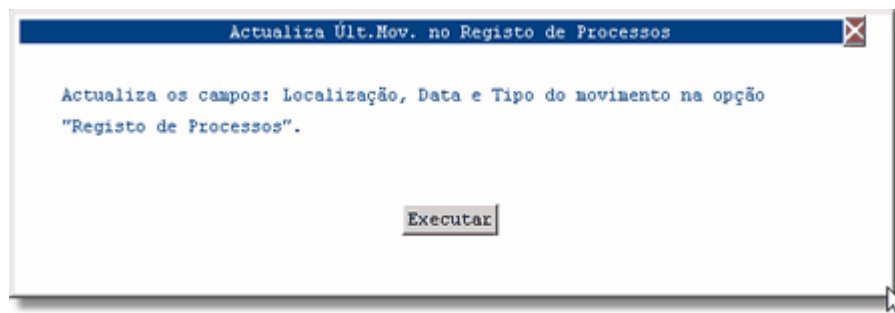 Actualiza Últ.Mov. no Registo de Processos
Actualiza os campos: Localização, Data e Tipo do movimento na opção
"Registo de Processos".
Executar